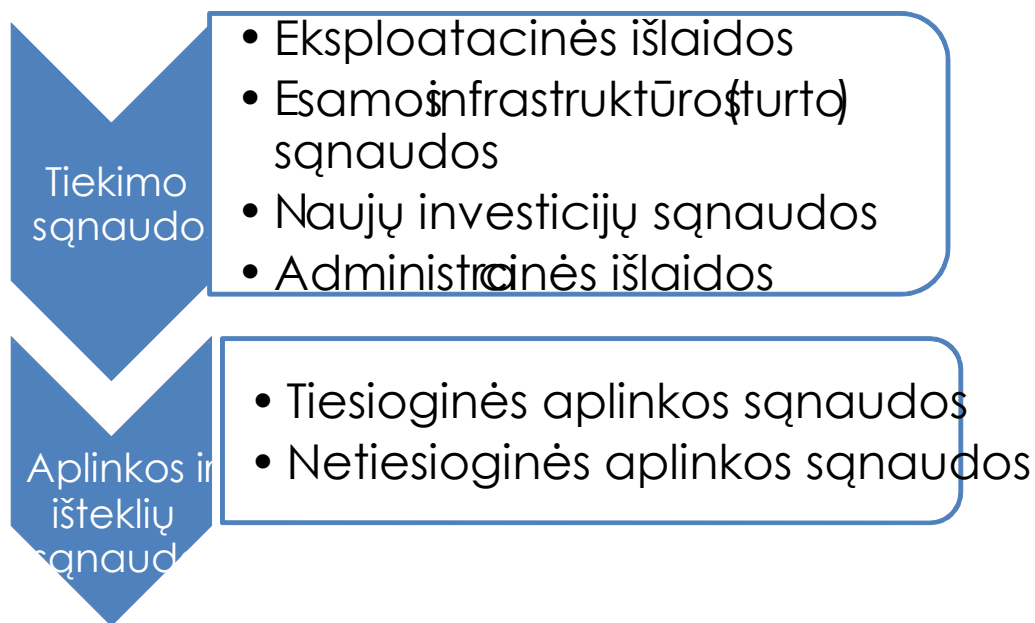 Tiekimo
sąnaudo
• Eksploatacinės išlaidos
• Esamos infrastruktūros (turto)
sąnaudos
• Naujų investicijų sąnaudos
• Administracinės išlaidos
Aplinkos ir
išteklių
sąnaudo
• Tiesioginės aplinkos sąnaudos
• Netiesioginės aplinkos sąnaudos